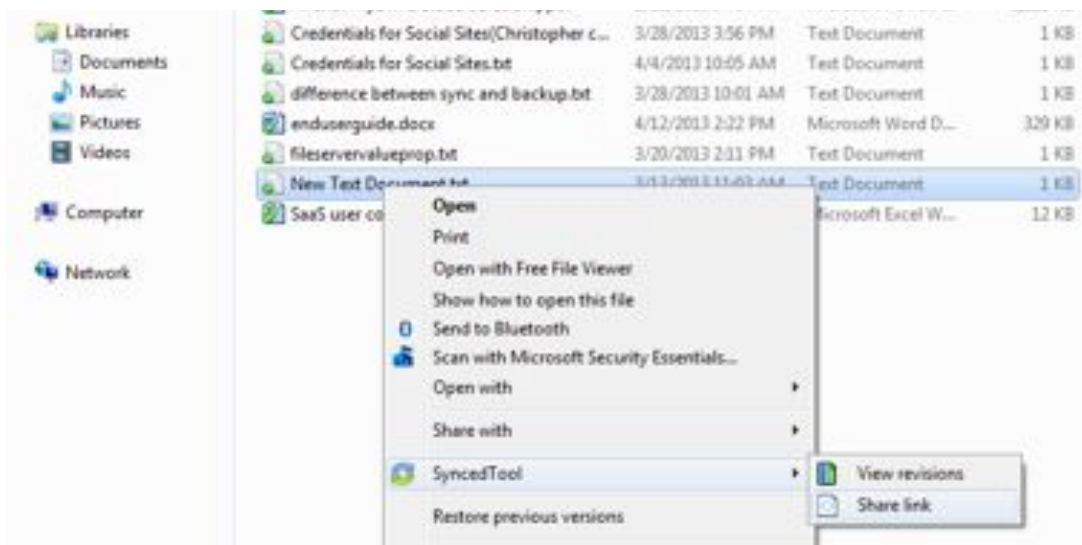 Libraries
Documents
Music
Pictures
Videos
Computer
Network
Credentials for Social Sites(Christopher c... 3/28/2013 3:56 PM Text Document 1 KB
Credentials for Social Sites.txt 4/4/2013 10:05 AM Text Document 1 KB
difference between sync and backup.txt 3/28/2013 10:01 AM Text Document 1 KB
enduserguide.docx 4/12/2013 2:22 PM Microsoft Word D... 329 KB
fileservervalueprop.txt 3/20/2013 2:11 PM Text Document 1 KB
New Text Document.txt 3/13/2013 11:03 AM Text Document 1 KB
SaaS user co Microsoft Excel W... 12 KB
Open
Print
Open with Free File Viewer
Show how to open this file
Send to Bluetooth
Scan with Microsoft Security Essentials...
Open with
Share with
SyncedTool
Restore previous versions
View revisions
Share link